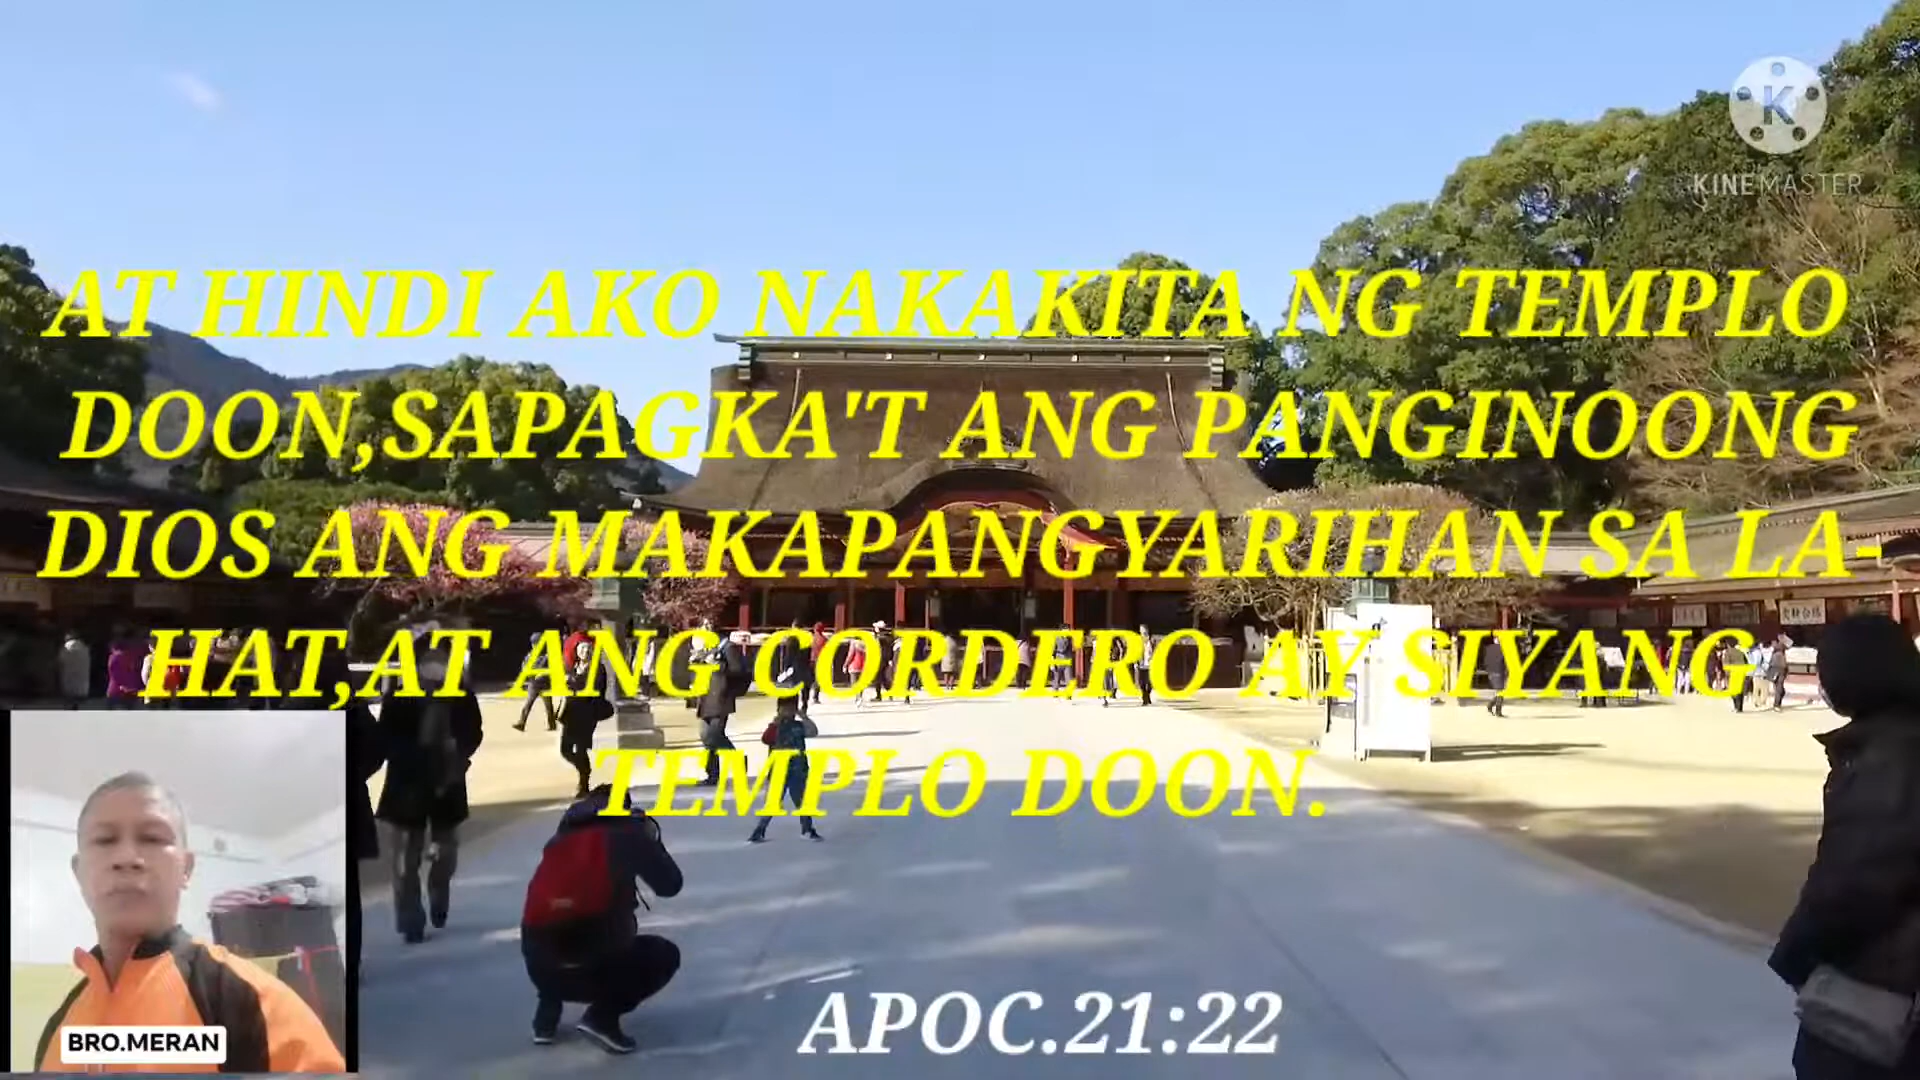 KINEMASTER
AT HINDI AKO NAKAKITA NG TEMPLO
DOON,SAPAGKA'T ANG PANGINOONG
DIOS ANG MAKAPANGYARIHAN SA LA-
HAT,AT ANG CORDERO AY SIYANG
TEMPLO DOON.
BRO.MERAN
APOC.21:22